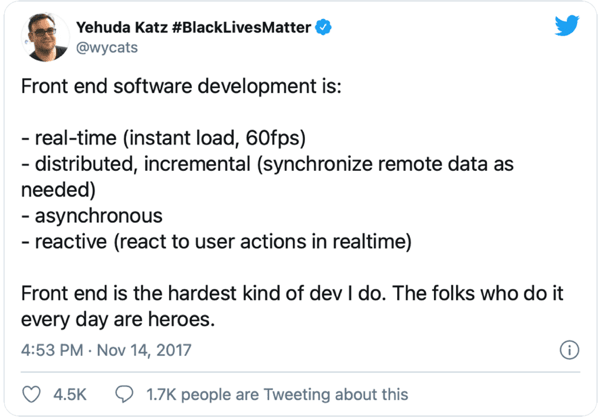 Yehuda Katz #BlackLivesMatter
@wycats
Front end software development is:
- real-time (instant load, 60fps)
- distributed, incremental (synchronize remote data as
needed)
- asynchronous
- reactive (react to user actions in realtime)
Front end is the hardest kind of dev I do. The folks who do it
every day are heroes.
4:53 PM · Nov 14, 2017
4.5K 1.7K people are Tweeting about this